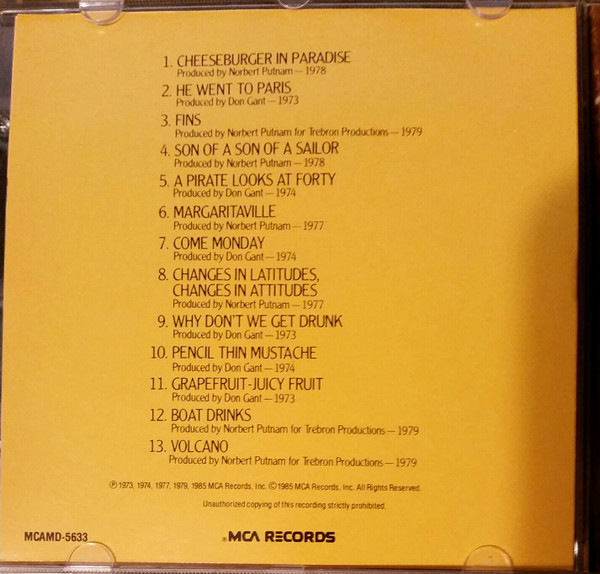 1. CHEESEBURGER IN PARADISE
Produced by Norbert Putnam — 1978
2. HE WENT TO PARIS
Produced by Don Gant — 1973
3. FINS
Produced by Norbert Putnam for Trebron Productions — 1979
4. SON OF A SON OF A SAILOR
Produced by Norbert Putnam — 1978
5. A PIRATE LOOKS AT FORTY
Produced by Don Gant — 1974
6. MARGARITAVILLE
Produced by Norbert Putnam — 1977
7. COME MONDAY
Produced by Don Gant — 1974
8. CHANGES IN LATITUDES,
CHANGES IN ATTITUDES
Produced by Norbert Putnam — 1977
9. WHY DON'T WE GET DRUNK
Produced by Don Gant — 1973
10. PENCIL THIN MUSTACHE
Produced by Don Gant — 1974
11. GRAPEFRUIT-JUICY FRUIT
Produced by Don Gant — 1973
12. BOAT DRINKS
Produced by Norbert Putnam for Trebron Productions — 1979
13. VOLCANO
Produced by Norbert Putnam for Trebron Productions — 1979
℗ 1973, 1974, 1977, 1979, 1985 MCA Records, Inc. © 1985 MCA Records, Inc. All Rights Reserved.
Unauthorized copying of this recording strictly prohibited.
MCAMD-5633
®MCA RECORDS